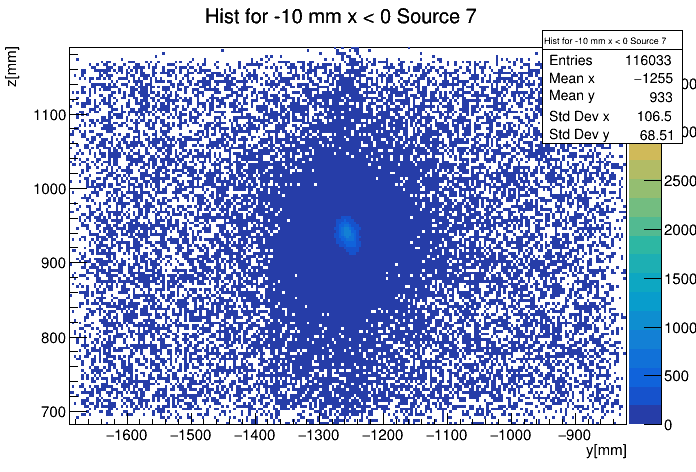 Hist for -10 mm x < 0 Source 7
Hist for -10 mm x < 0 Source 7
Entries 116033
Mean x −1255
Mean y 933
Std Dev x 106.5
Std Dev y 68.51
z[mm]
1100
1000
900
800
700
−1600 −1500 −1400 −1300 −1200 −1100 −1000 −900
y[mm]
2500
2000
1500
1000
500
0